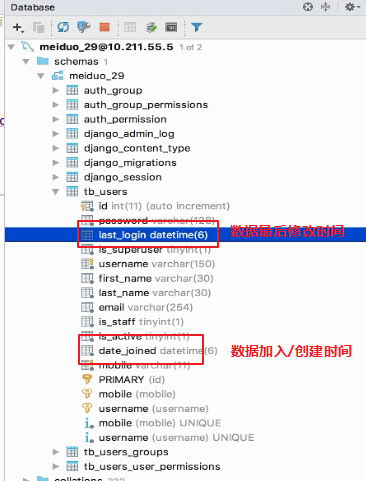 Database
meiduo_29@10.211.55.5 1 of 2
schemas 1
meiduo_29
auth_group
auth_group_permissions
auth_permission
django_admin_log
django_content_type
django_migrations
django_session
tb_users
id int(11) (auto increment)
password varchar(128)
last_login datetime(6) 数据最后修改时间
is_superuser tinyint(1)
username varchar(150)
first_name varchar(30)
last_name varchar(30)
email varchar(254)
is_staff tinyint(1)
is_active tinyint(1)
date_joined datetime(6) 数据加入/创建时间
mobile varchar(11)
PRIMARY (id)
mobile (mobile)
username (username)
mobile (mobile) UNIQUE
username (username) UNIQUE
tb_users_groups
tb_users_user_permissions
collations